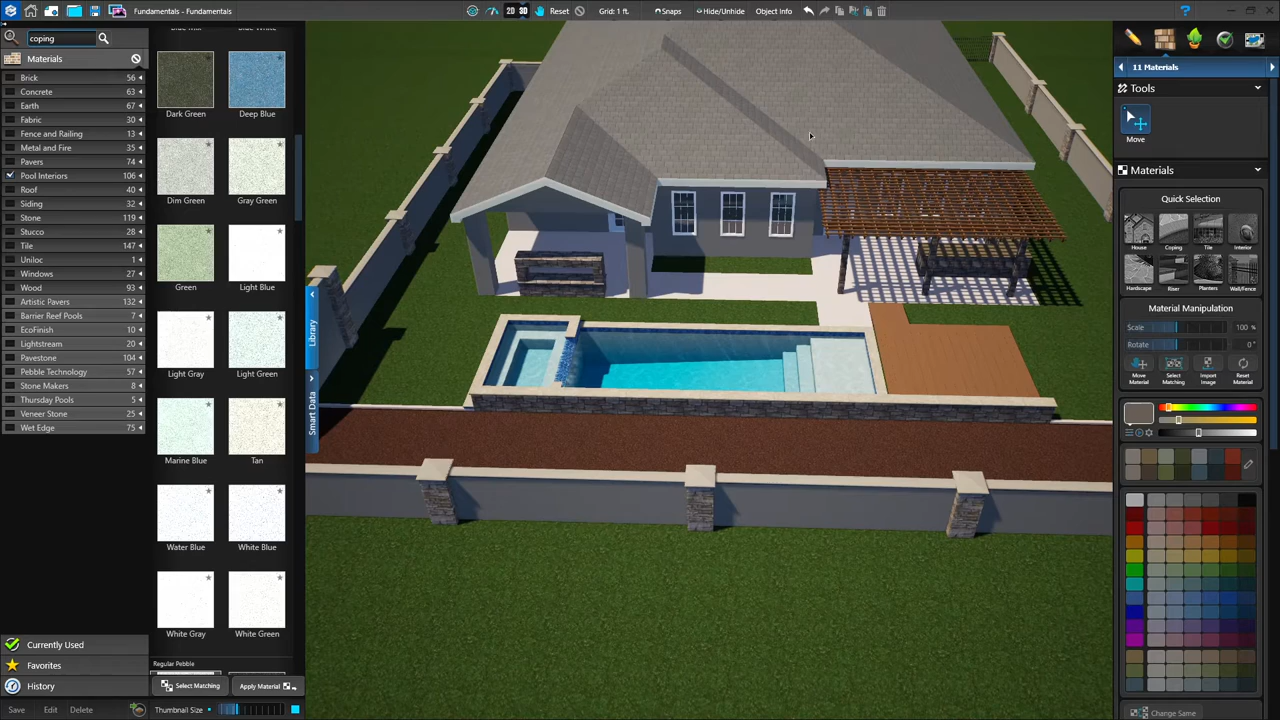 Fundamentals - Fundamentals
2D 3D
Reset
Grid: 1 ft.
Snaps
Hide/Unhide
Object Info
?
coping
Materials
Brick 56
Concrete 63
Earth 67
Fabric 30
Fence and Railing 13
Metal and Fire 35
Pavers 74
Pool Interiors 106
Roof 40
Siding 32
Stone 119
Stucco 28
Tile 147
Uniloc 1
Windows 27
Wood 93
Artistic Pavers 132
Barrier Reef Pools 7
EcoFinish 10
Lightstream 20
Pavestone 104
Pebble Technology 57
Stone Makers 8
Thursday Pools 5
Veneer Stone 25
Wet Edge 75
Currently Used
Favorites
History
Save Edit Delete
Dark Green Deep Blue
Dim Green Gray Green
Green Light Blue
Light Gray Light Green
Marine Blue Tan
Water Blue White Blue
White Gray White Green
Regular Pebble
Select Matching Apply Material
Thumbnail Size
Library
Smart Data
11 Materials
Tools
Move
Materials
Quick Selection
House Coping Tile Interior
Hardscape Riser Planters Wall/Fence
Material Manipulation
Scale 100 %
Rotate 0 °
Move Material
Select Matching
Import Image
Reset Material
Change Same